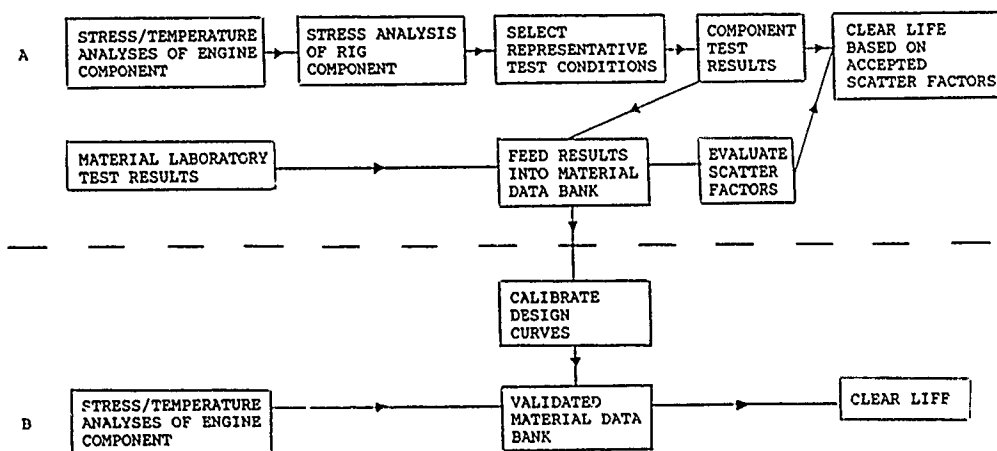 A
STRESS/TEMPERATURE
ANALYSES OF ENGINE
COMPONENT
STRESS ANALYSIS
OF RIG
COMPONENT
SELECT
REPRESENTATIVE
TEST CONDITIONS
COMPONENT
TEST
RESULTS
CLEAR LIFE
BASED ON
ACCEPTED
SCATTER FACTORS
MATERIAL LABORATORY
TEST RESULTS
FEED RESULTS
INTO MATERIAL
DATA BANK
EVALUATE
SCATTER
FACTORS
CALIBRATE
DESIGN
CURVES
B
STRESS/TEMPERATURE
ANALYSES OF ENGINE
COMPONENT
VALIDATED
MATERIAL DATA
BANK
CLEAR LIFF